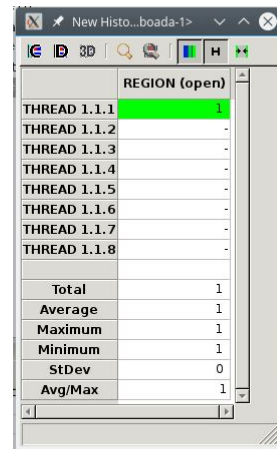 New Histo...boada-1>
3D
H
REGION (open)
THREAD 1.1.1 1
THREAD 1.1.2 -
THREAD 1.1.3 -
THREAD 1.1.4 -
THREAD 1.1.5 -
THREAD 1.1.6 -
THREAD 1.1.7 -
THREAD 1.1.8 -
Total 1
Average 1
Maximum 1
Minimum 1
StDev 0
Avg/Max 1